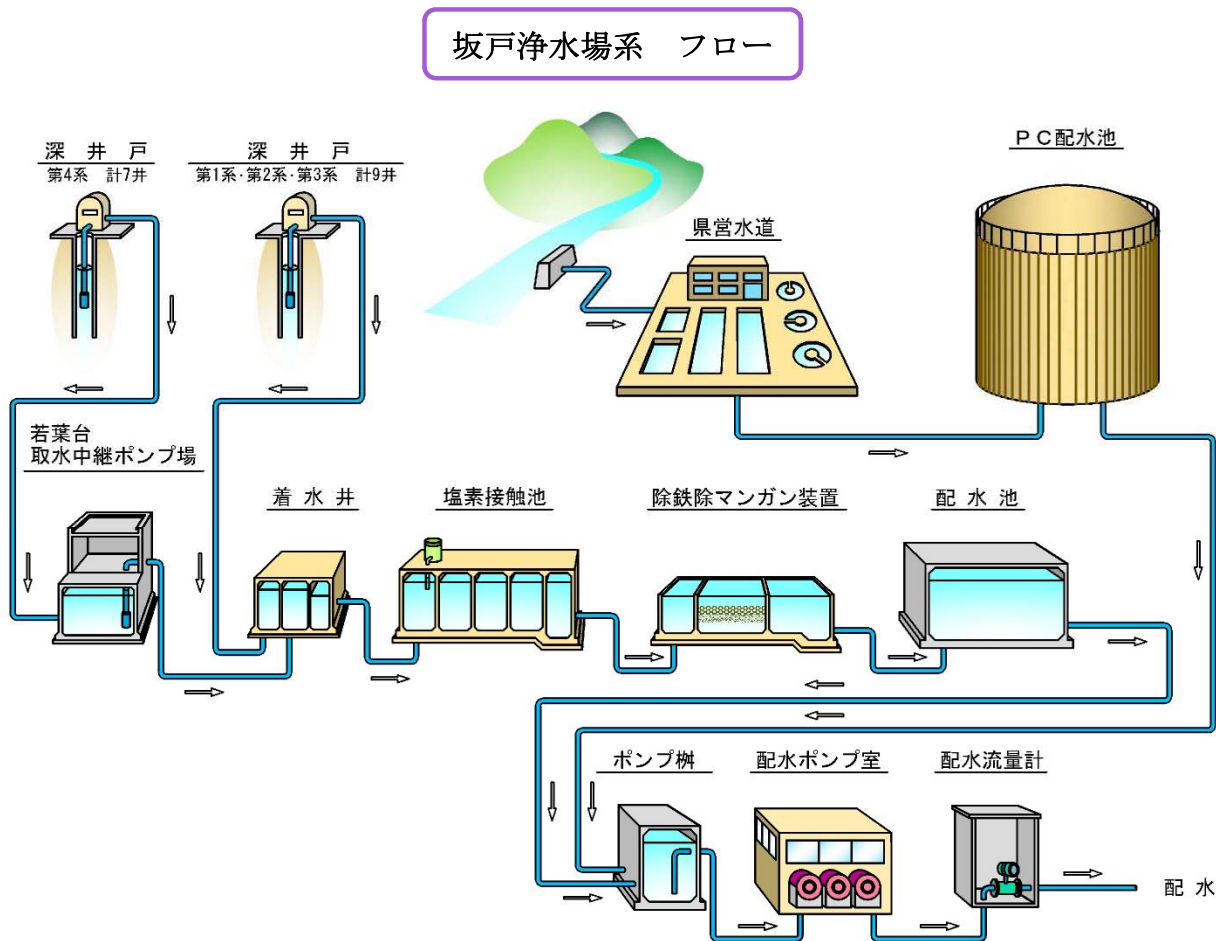 坂戸浄水場系　フロー
深 井 戸
第4系　計7井
深 井 戸
第1系・第2系・第3系　計9井
県営水道
ＰＣ配水池
若葉台
取水中継ポンプ場
着 水 井
塩素接触池
除鉄除マンガン装置
配 水 池
ポンプ桝
配水ポンプ室
配水流量計
配 水